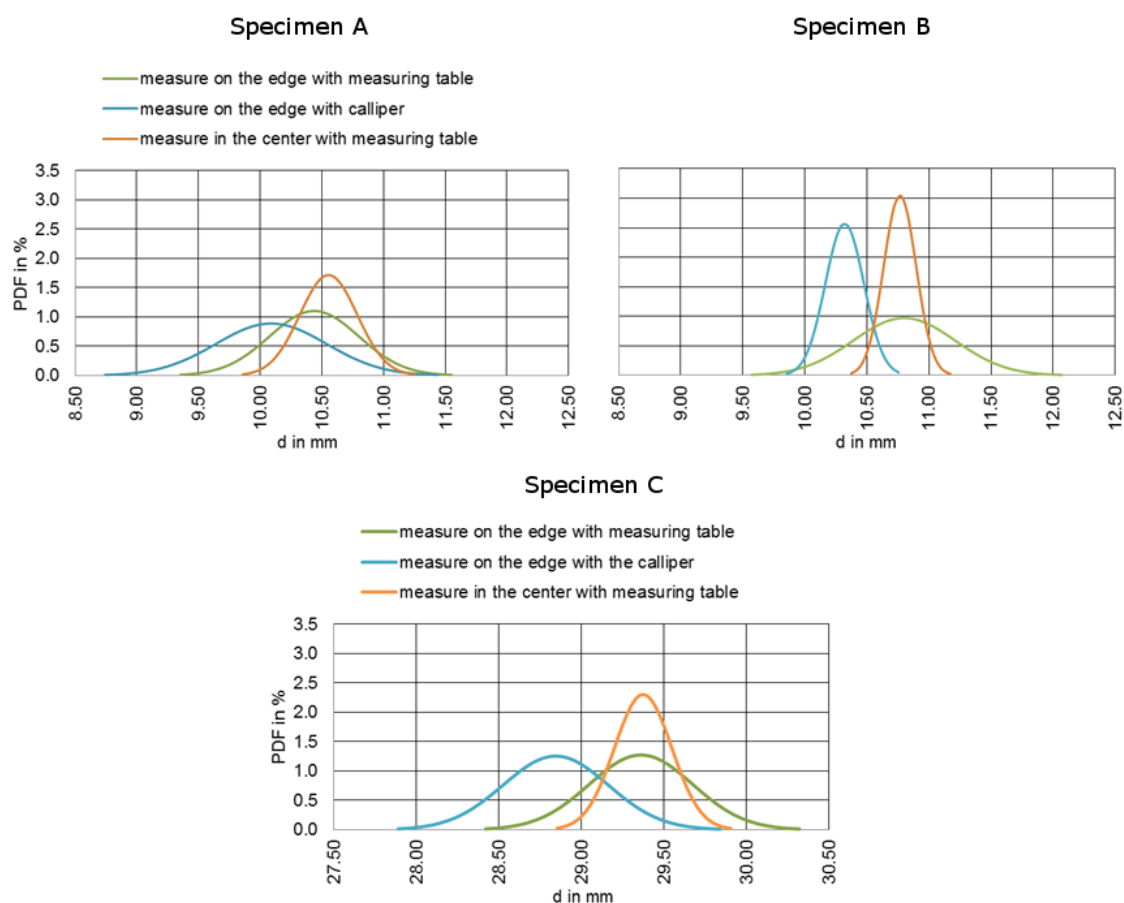 Specimen A
measure on the edge with measuring table
measure on the edge with calliper
measure in the center with measuring table
3.5
3.0
2.5
2.0
1.5
1.0
0.5
0.0
PDF in %
8.50
9.00
9.50
10.00
10.50
11.00
11.50
12.00
12.50
d in mm
Specimen B
8.50
9.00
10.00
10.50
11.00
11.50
12.00
12.50
d in mm
Specimen C
measure on the edge with measuring table
measure on the edge with the calliper
measure in the center with measuring table
3.5
3.0
2.5
2.0
1.5
1.0
0.5
0.0
PDF in %
27.50
28.00
28.50
29.00
29.50
30.00
30.50
d in mm